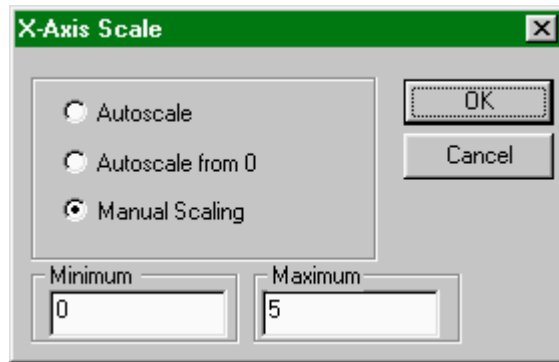 X-Axis Scale
Autoscale
Autoscale from 0
Manual Scaling
OK
Cancel
Minimum
0
Maximum
5